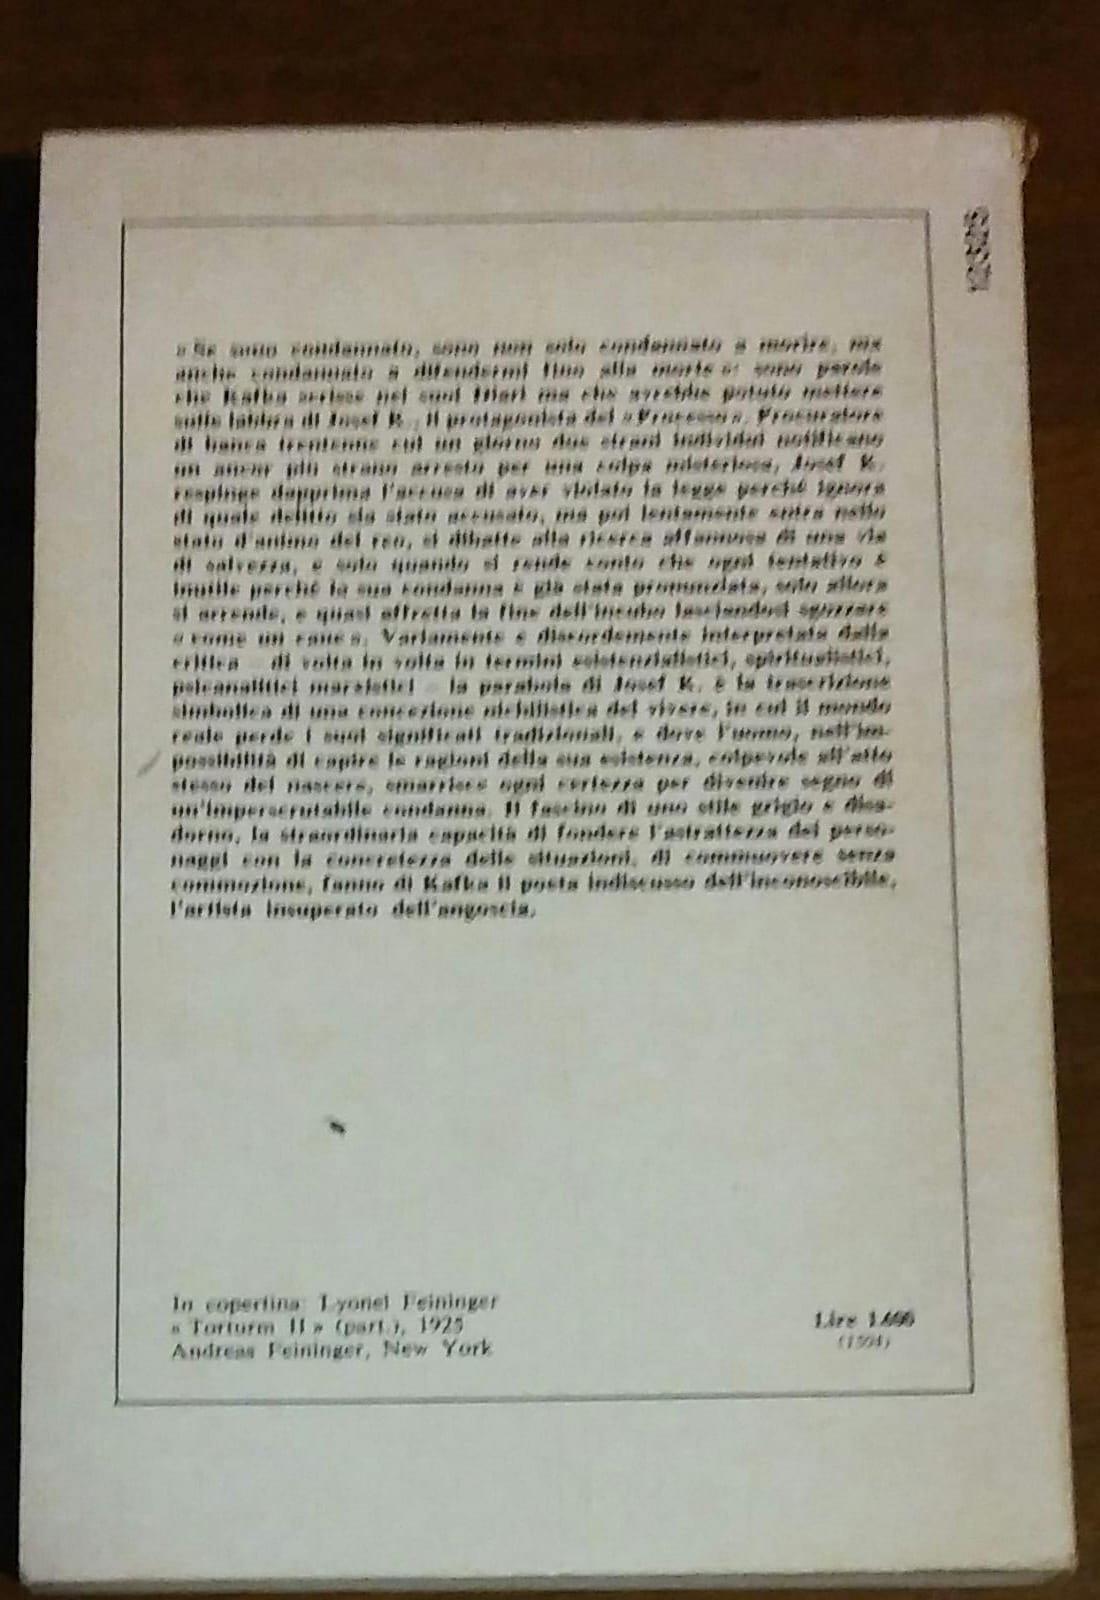 « Se sono condannato, sono non solo condannato a morire, ma
anche condannato a difendermi fino alla morte »: sono parole
che Kafka scrisse nei suoi Diari ma che avrebbe potuto mettere
sulle labbra di Josef K., il protagonista del « Processo ». Procuratore
di banca trentenne cui un giorno due strani individui notificano
un ancor più strano arresto per una colpa misteriosa, Josef K.
respinge dapprima l'accusa di aver violato la legge perché ignora
di quale delitto sia stato accusato, ma poi lentamente entra nello
stato d'animo del reo, si dibatte alla ricerca affannosa di una via
di salvezza, e solo quando si rende conto che ogni tentativo è
inutile perché la sua condanna è già stata pronunziata, solo allora
si arrende, e quasi affretta la fine dell'incubo lasciandosi sgozzare
« come un cane ». Variamente e discordemente interpretata dalla
critica – di volta in volta in termini esistenzialistici, spiritualistici,
psicanalitici marxistici – la parabola di Josef K. è la trascrizione
simbolica di una concezione nichilistica del vivere, in cui il mondo
reale perde i suoi significati tradizionali, e dove l'uomo, nell'im-
possibilità di capire le ragioni della sua esistenza, colpevole all'atto
stesso del nascere, smarrisce ogni certezza per divenire segno di
un'imperscrutabile condanna. Il fascino di uno stile grigio e disa-
dorno, la straordinaria capacità di fondere l'astrattezza dei perso-
naggi con la concretezza delle situazioni, di commuovere senza
commozione, fanno di Kafka il poeta indiscusso dell'inconoscibile,
l'artista insuperato dell'angoscia.
In copertina: Lyonel Feininger
« Torturm II » (part.), 1925
Andreas Feininger, New York
Lire